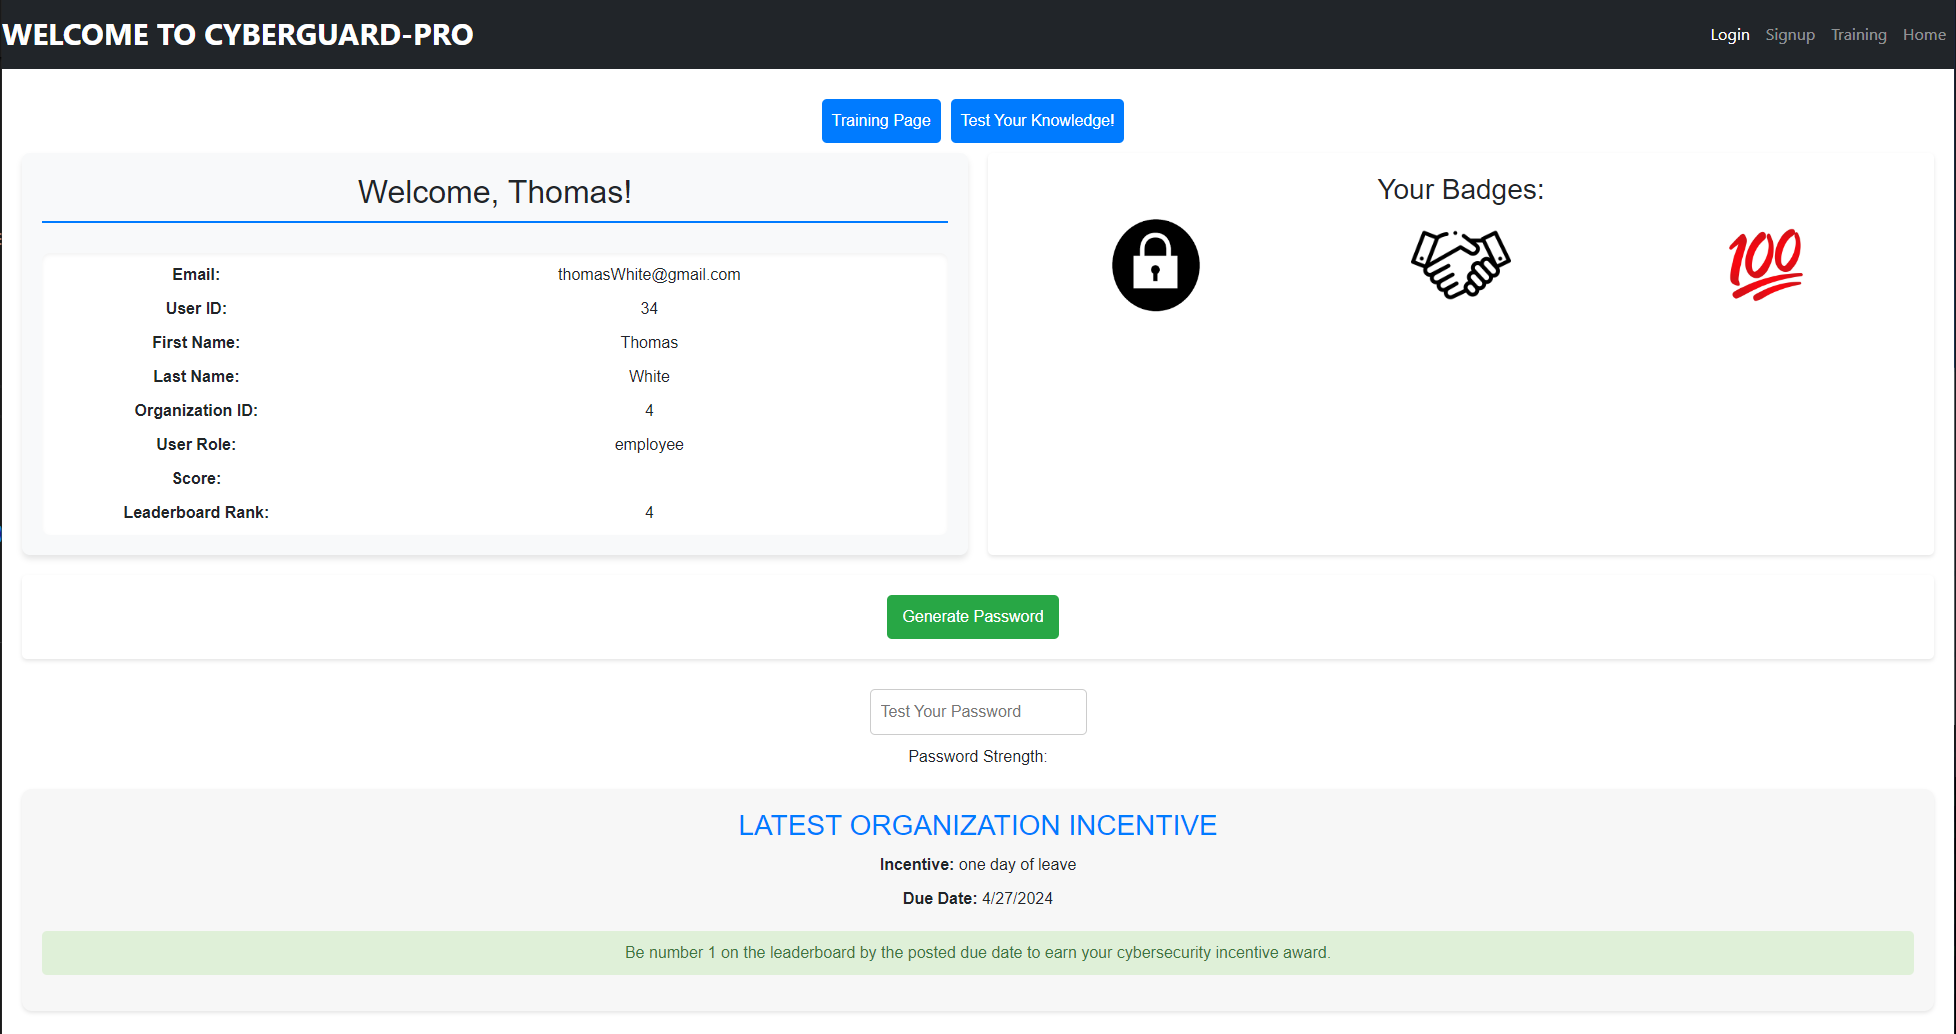 WELCOME TO CYBERGUARD-PRO
Login Signup Training Home
Training Page Test Your Knowledge!
Welcome, Thomas!
Email: thomasWhite@gmail.com
User ID: 34
First Name: Thomas
Last Name: White
Organization ID: 4
User Role: employee
Score:
Leaderboard Rank: 4
Your Badges:
100
Generate Password
Test Your Password
Password Strength:
LATEST ORGANIZATION INCENTIVE
Incentive: one day of leave
Due Date: 4/27/2024
Be number 1 on the leaderboard by the posted due date to earn your cybersecurity incentive award.